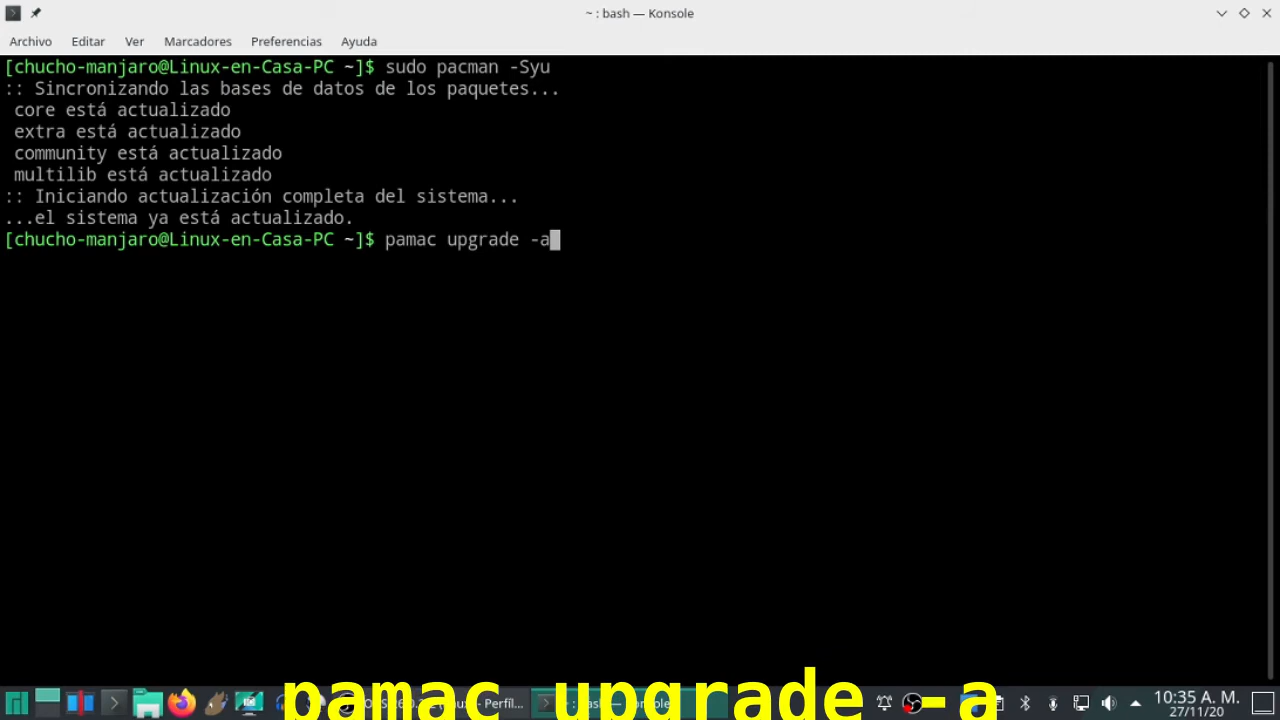 ~ : bash — Konsole
Archivo Editar Ver Marcadores Preferencias Ayuda
[chucho-manjaro@Linux-en-Casa-PC ~]$ sudo pacman -Syu
:: Sincronizando las bases de datos de los paquetes...
core está actualizado
extra está actualizado
community está actualizado
multilib está actualizado
:: Iniciando actualización completa del sistema...
...el sistema ya está actualizado.
[chucho-manjaro@Linux-en-Casa-PC ~]$ pamac upgrade -a
pamac upgrade -a
10:35 A. M.
27/11/20